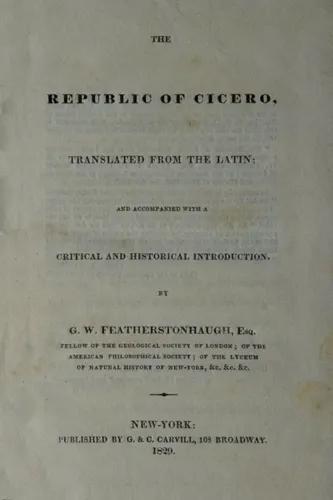 THE
REPUBLIC OF CICERO,
TRANSLATED FROM THE LATIN;
AND ACCOMPANIED WITH A
CRITICAL AND HISTORICAL INTRODUCTION.
BY
G. W. FEATHERSTONHAUGH, Esq.
FELLOW OF THE GEOLOGICAL SOCIETY OF LONDON; OF THE
AMERICAN PHILOSOPHICAL SOCIETY; OF THE LYCEUM
OF NATURAL HISTORY OF NEW-YORK, &c. &c. &c.
NEW-YORK:
PUBLISHED BY G. & C. CARVILL, 108 BROADWAY.
1829.